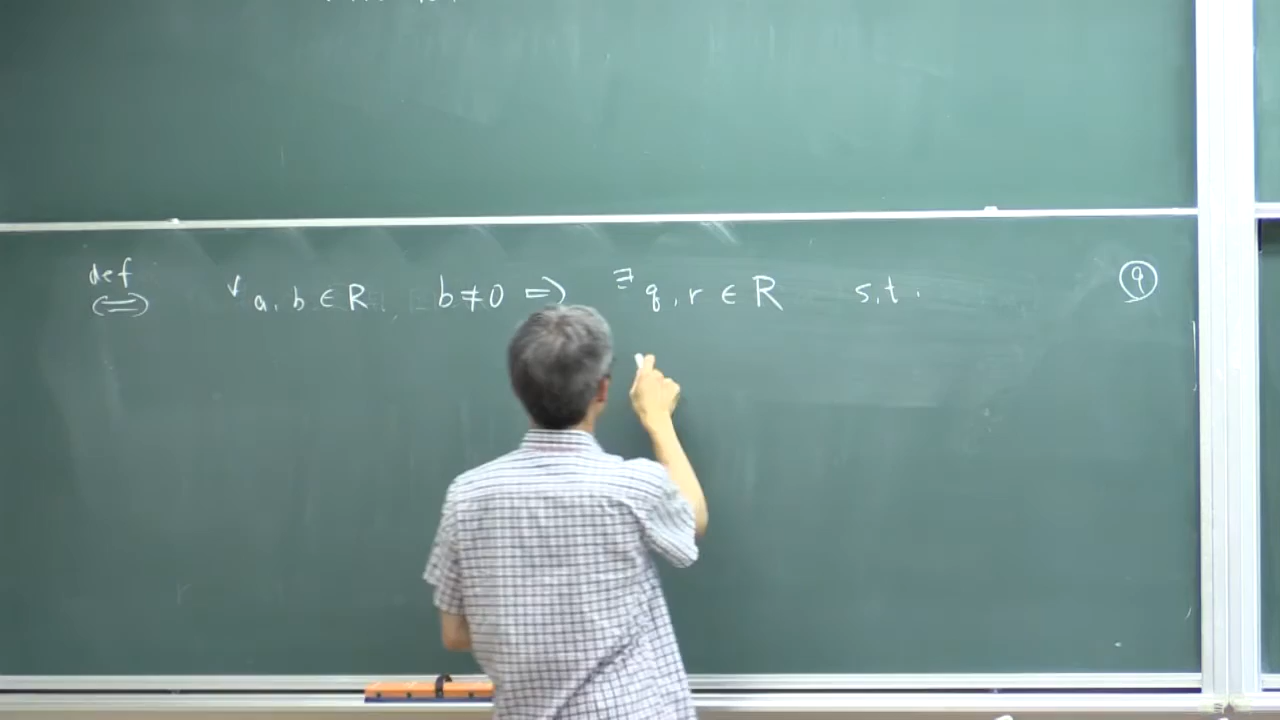 def
⇔ ∀a, b ∈ R, b ≠ 0 ⇒ ∃q, r ∈ R s.t. ⑨